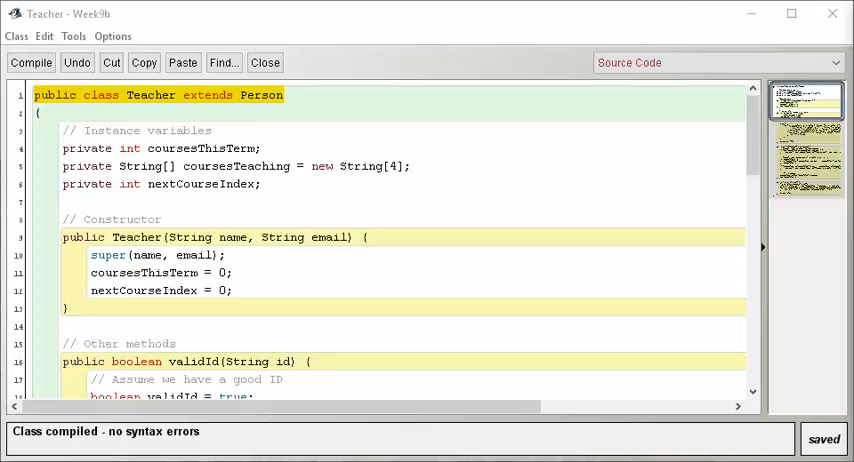 Teacher - Week9b
Class Edit Tools Options
Compile Undo Cut Copy Paste Find... Close Source Code
1 public class Teacher extends Person
2 {
3 // Instance variables
4 private int coursesThisTerm;
5 private String[] coursesTeaching = new String[4];
6 private int nextCourseIndex;
7
8 // Constructor
9 public Teacher(String name, String email) {
10 super(name, email);
11 coursesThisTerm = 0;
12 nextCourseIndex = 0;
13 }
14
15 // Other methods
16 public boolean validId(String id) {
17 // Assume we have a good ID
18 boolean validId = true;
Class compiled - no syntax errors
saved